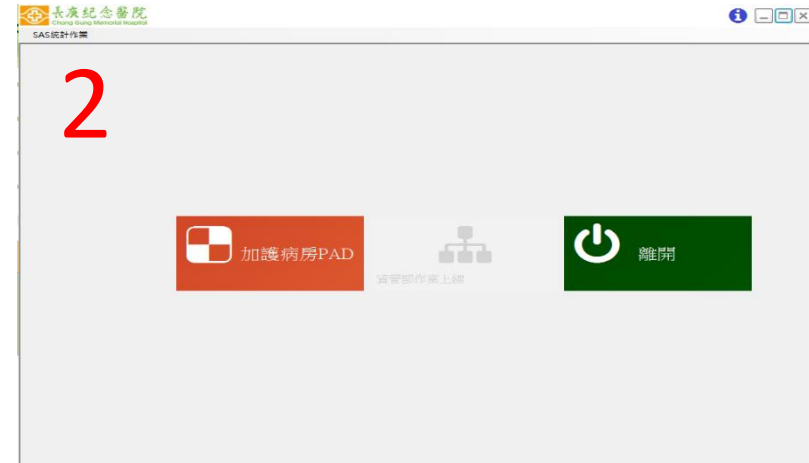 長庚紀念醫院
Chang Gung Memorial Hospital
SAS統計作業
2
加護病房PAD
資管部作業上線
離開